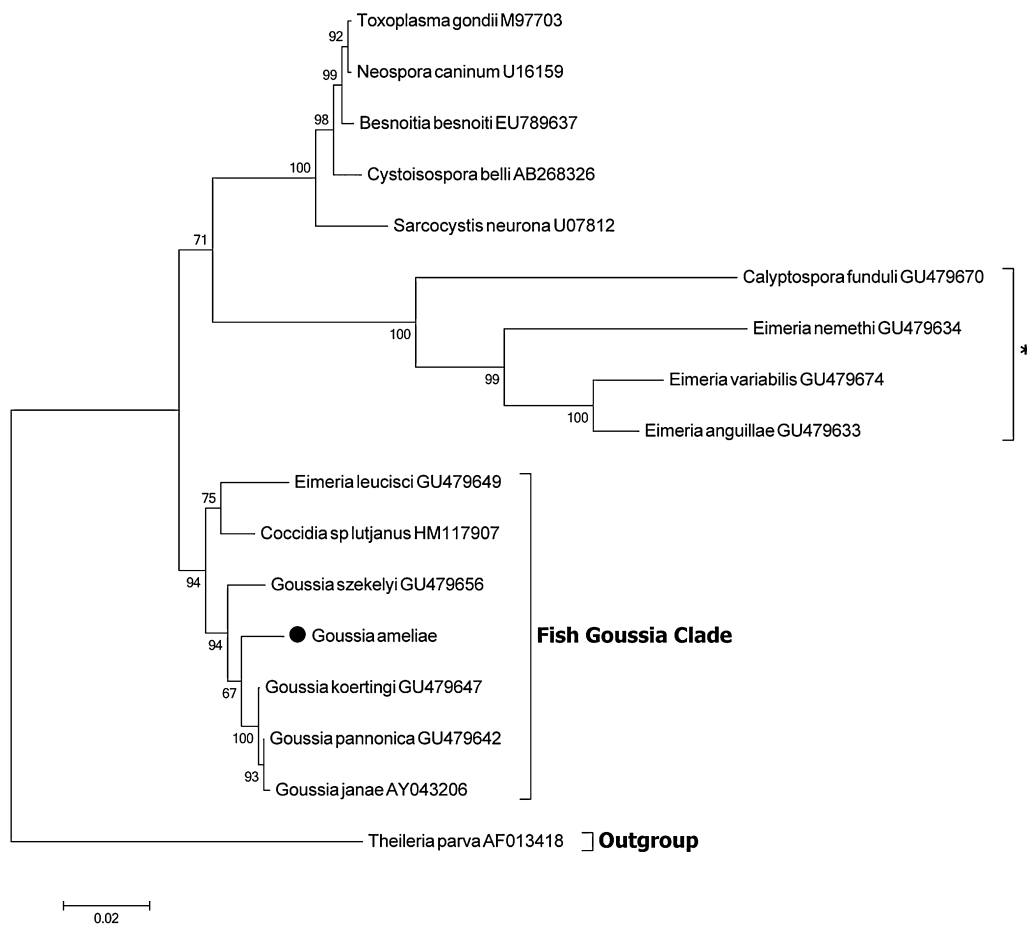 Toxoplasma gondii M97703
92
Neospora caninum U16159
99
Besnoitia besnoiti EU789637
98
Cystoisospora belli AB268326
100
Sarcocystis neurona U07812
71
Calyptospora funduli GU479670
100
Eimeria nemethi GU479634
*
99
Eimeria variabilis GU479674
100
Eimeria anguillae GU479633
Eimeria leucisci GU479649
75
Coccidia sp lutjanus HM117907
94
Goussia szekelyi GU479656
94
Goussia ameliae
Fish Goussia Clade
67
Goussia koertingi GU479647
100
Goussia pannonica GU479642
93
Goussia janae AY043206
Theileria parva AF013418
Outgroup
0.02